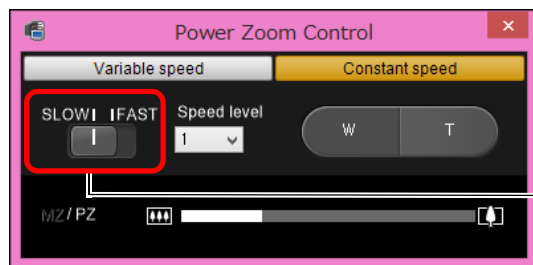 Power Zoom Control
Variable speed Constant speed
SLOW FAST Speed level
1 W T
MZ/PZ